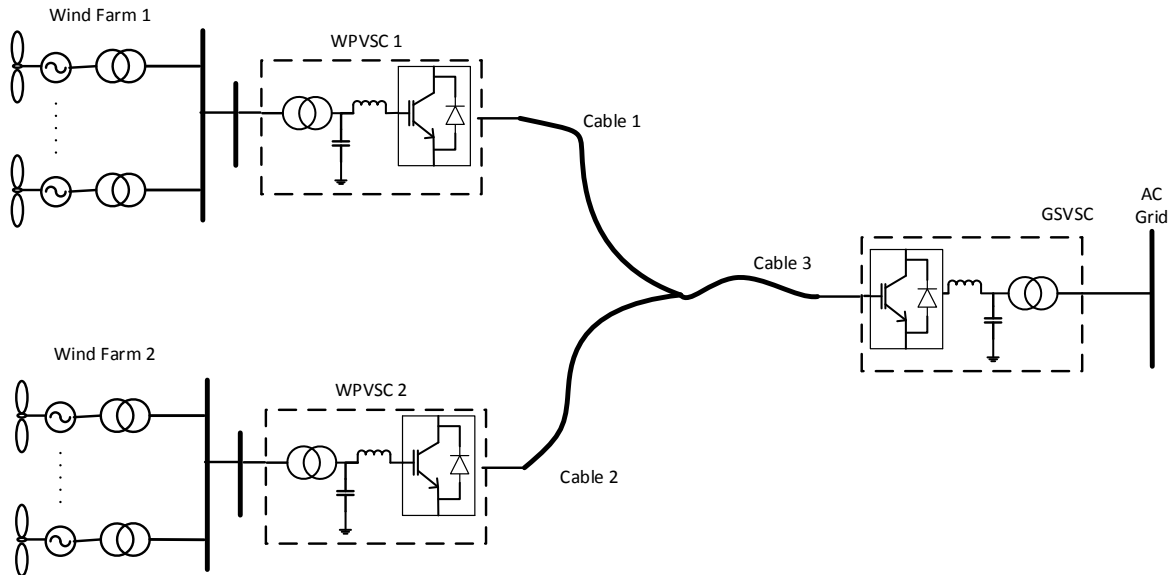 Wind Farm 1
WPVSC 1
Cable 1
AC
Grid
GSVSC
Cable 3
Wind Farm 2
WPVSC 2
Cable 2